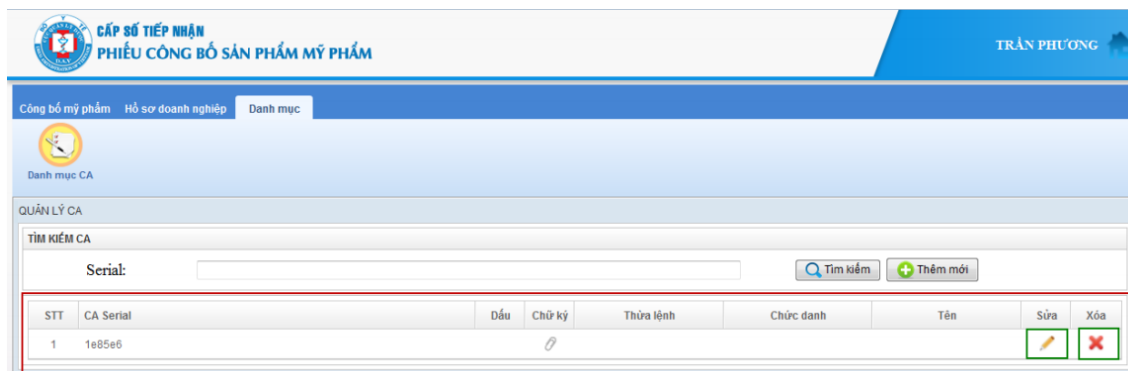 CẤP SỐ TIẾP NHẬN
PHIẾU CÔNG BỐ SẢN PHẨM MỸ PHẨM
TRẦN PHƯƠNG
Công bố mỹ phẩm Hồ sơ doanh nghiệp Danh mục
Danh mục CA
QUẢN LÝ CA
TÌM KIẾM CA
Serial: Tìm kiếm Thêm mới
STT CA Serial Dấu Chữ ký Thừa lệnh Chức danh Tên Sửa Xóa
1 1e85e6